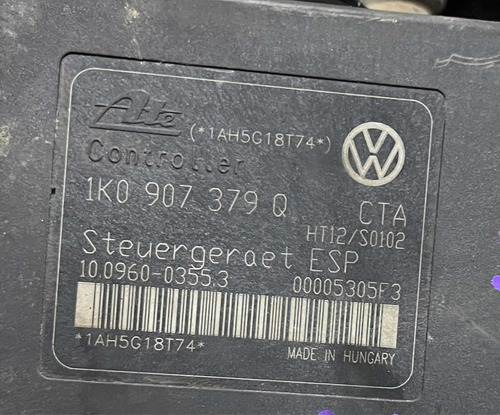 Ate (*1AH5G18T74*)
Controller
1K0 907 379 Q CTA
HT12/S0102
Steuergeraet ESP
10.0960-0355.3 00005305F3
*1AH5G18T74*
MADE IN HUNGARY